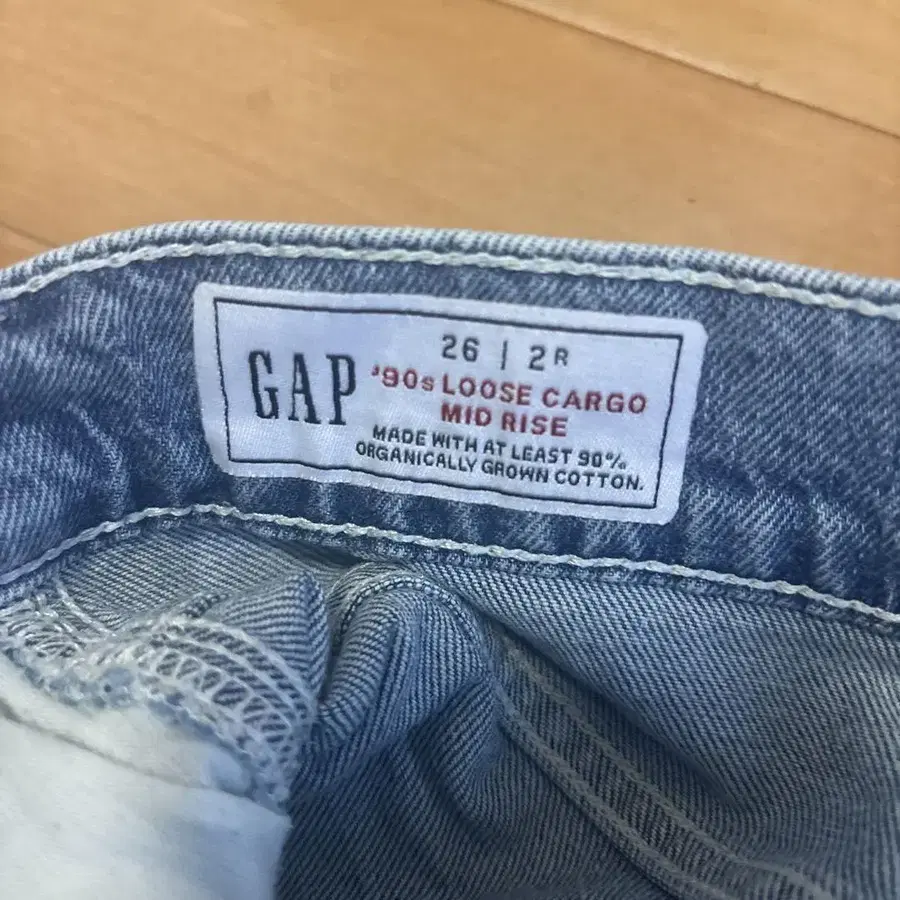 GAP
26 | 2R
'90s LOOSE CARGO
MID RISE
MADE WITH AT LEAST 90%
ORGANICALLY GROWN COTTON.